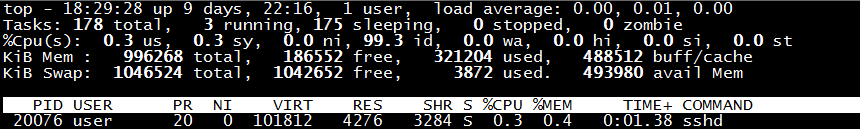 top - 18:29:28 up 9 days, 22:16,  1 user,  load average: 0.00, 0.01, 0.00
Tasks: 178 total,   3 running, 175 sleeping,   0 stopped,   0 zombie
%Cpu(s):  0.3 us,  0.3 sy,  0.0 ni, 99.3 id,  0.0 wa,  0.0 hi,  0.0 si,  0.0 st
KiB Mem :   996268 total,   186552 free,   321204 used,   488512 buff/cache
KiB Swap:  1046524 total,  1042652 free,     3872 used.   493980 avail Mem
PID USER      PR  NI    VIRT    RES    SHR S %CPU %MEM     TIME+ COMMAND
20076 user      20   0  101812   4276   3284 S  0.3  0.4   0:01.38 sshd